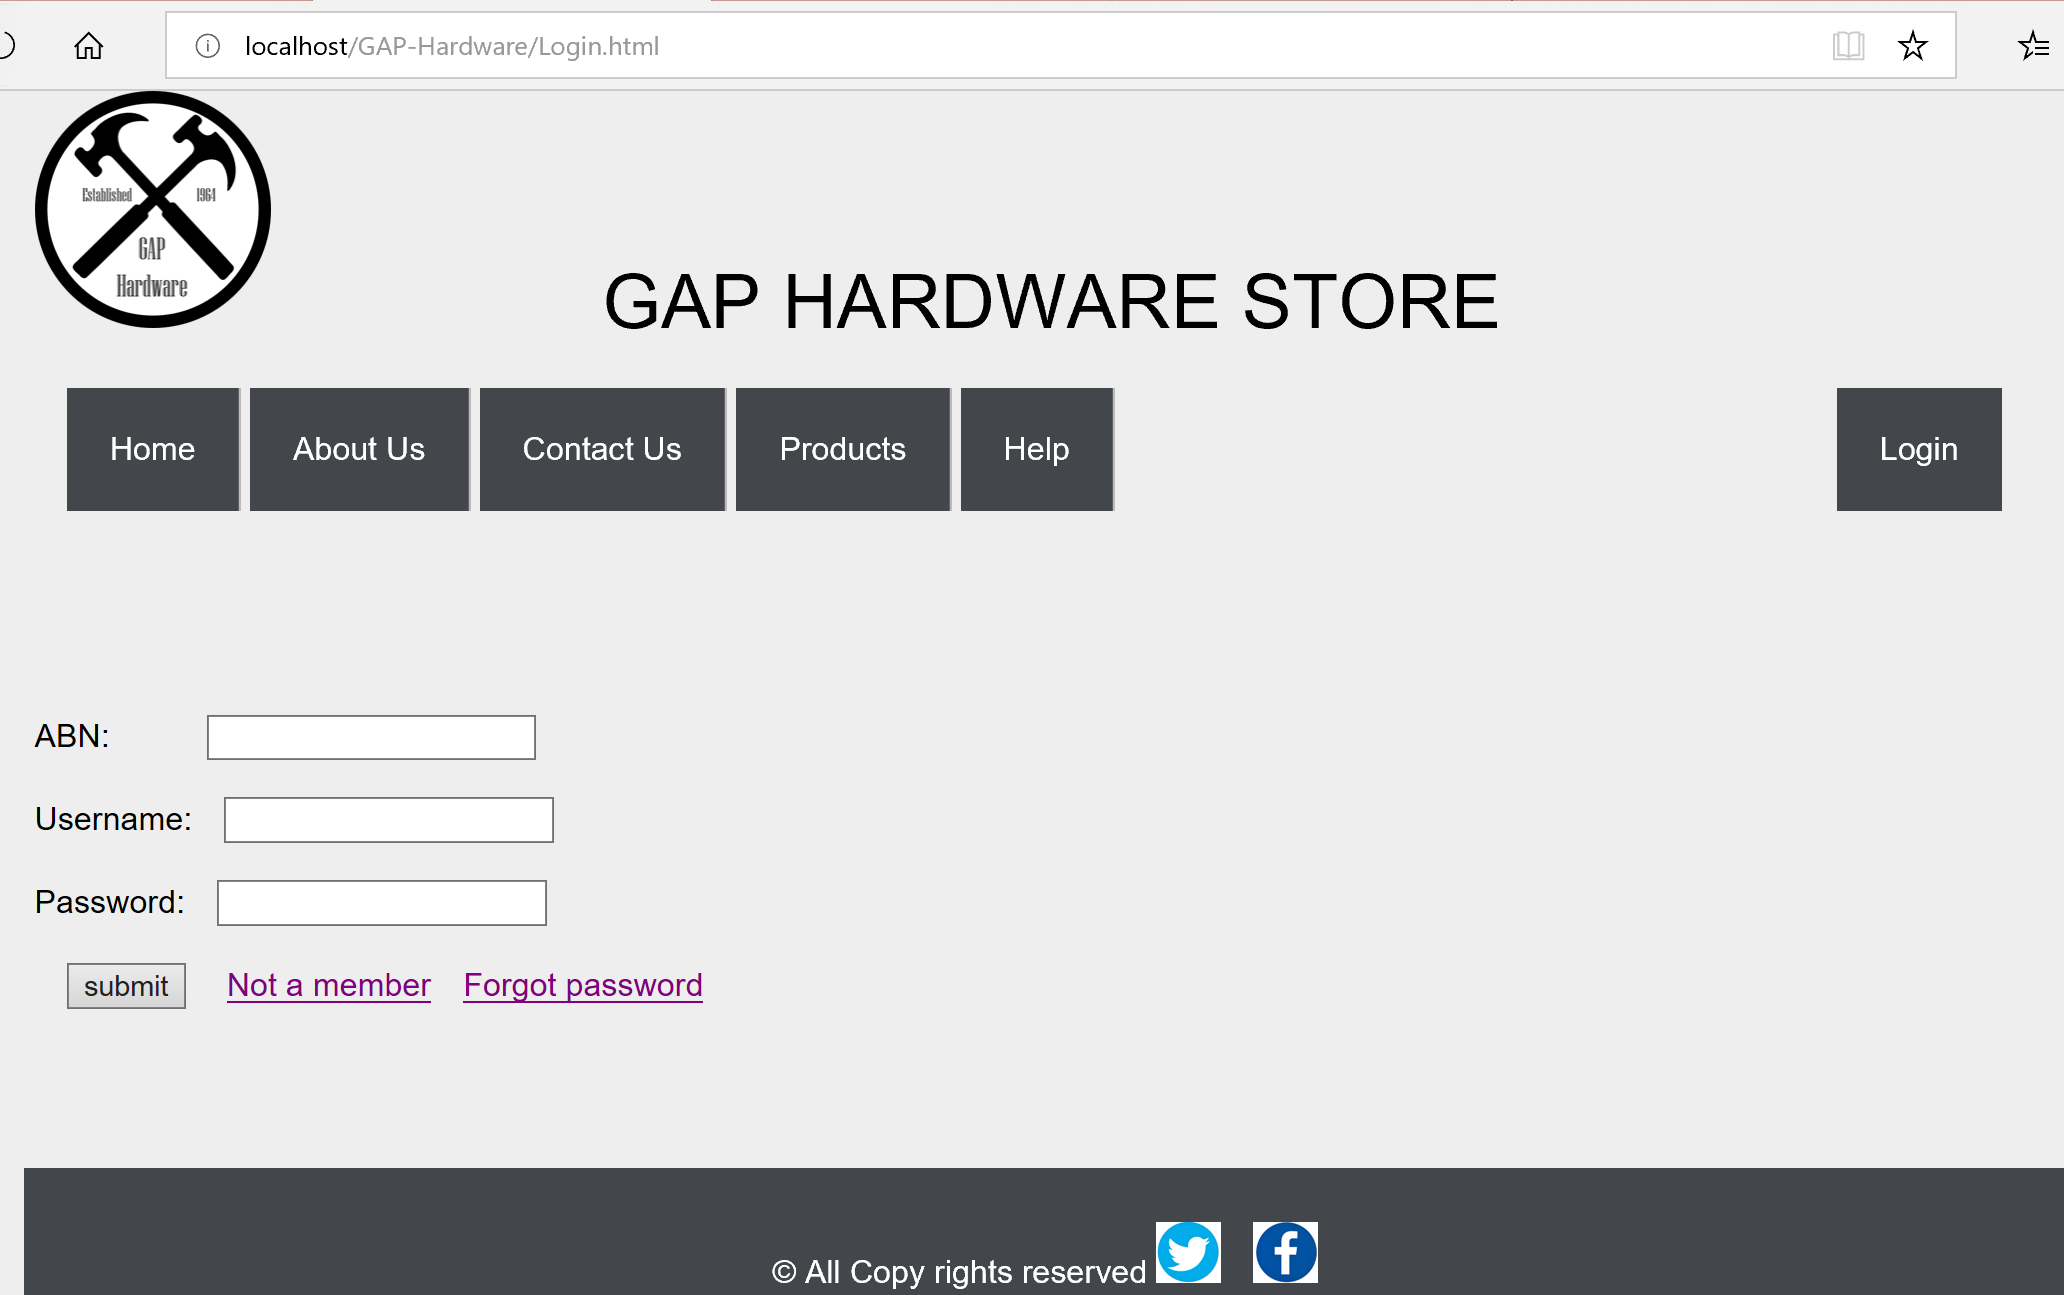 localhost/GAP-Hardware/Login.html
Established 1964
GAP
Hardware
GAP HARDWARE STORE
Home About Us Contact Us Products Help Login
ABN:
Username:
Password:
submit Not a member Forgot password
© All Copy rights reserved